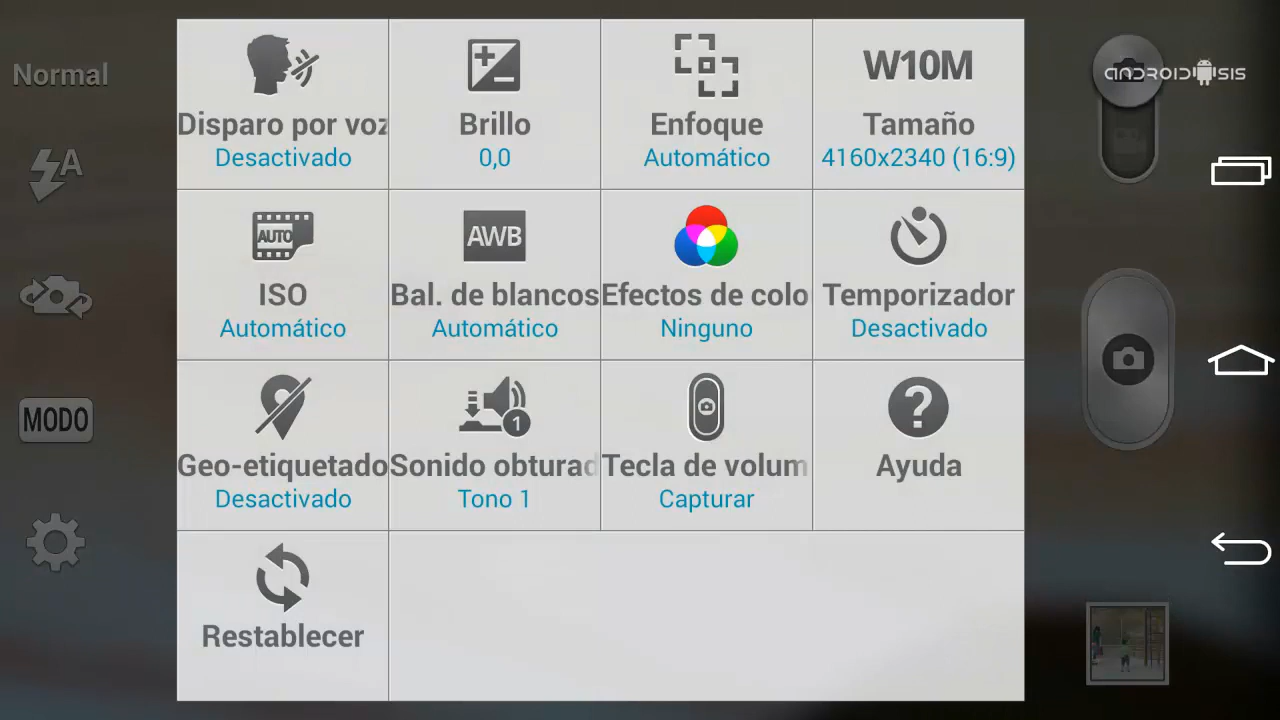 Normal
A
MODO
Disparo por voz
Desactivado
Brillo
0,0
Enfoque
Automático
W10M
Tamaño
4160x2340 (16:9)
AUTO
ISO
Automático
AWB
Bal. de blancos
Automático
Efectos de colo
Ninguno
Temporizador
Desactivado
Geo-etiquetado
Desactivado
1
Sonido obturad
Tono 1
Tecla de volum
Capturar
?
Ayuda
Restablecer
ANDROIDSIS